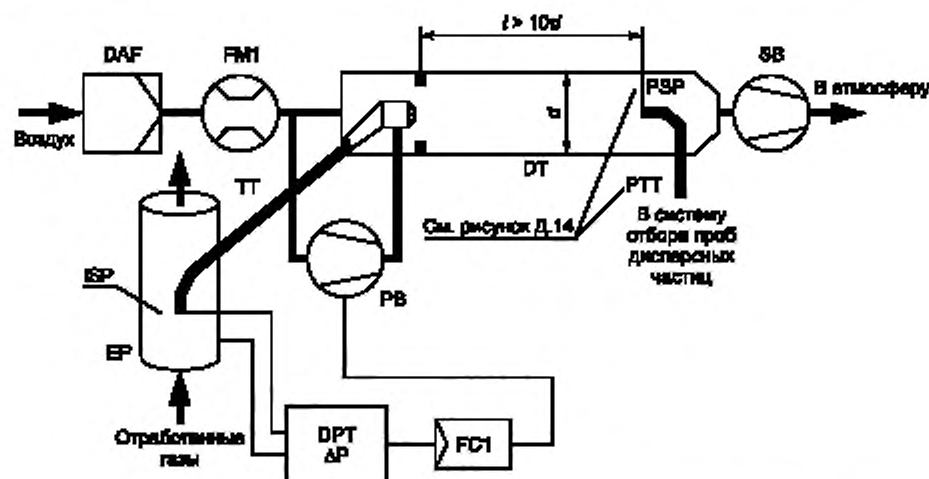 l > 10d
DAF
FM1
SB
Воздух
d
PSP
В атмосферу
TT
DT
PTT
См. рисунок Д.14
В систему
отбора проб
дисперсных
частиц
ISP
PB
EP
Отработанные
газы
DPT
ΔP
FC1